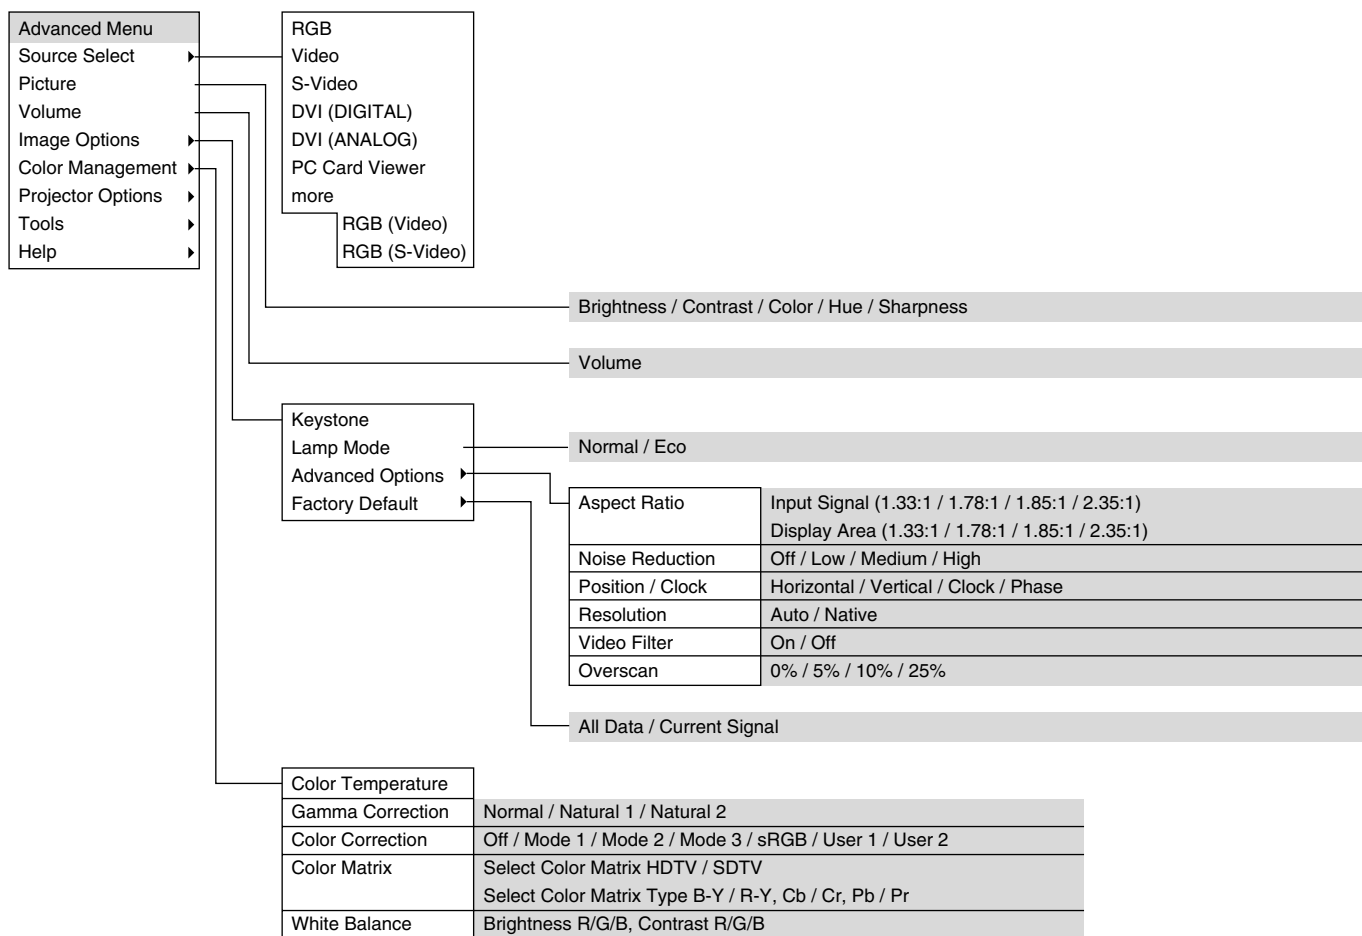 Advanced Menu
Source Select
Picture
Volume
Image Options
Color Management
Projector Options
Tools
Help
RGB
Video
S-Video
DVI (DIGITAL)
DVI (ANALOG)
PC Card Viewer
more
RGB (Video)
RGB (S-Video)
Brightness / Contrast / Color / Hue / Sharpness
Volume
Keystone
Lamp Mode
Advanced Options
Factory Default
Normal / Eco
Aspect Ratio
Input Signal (1.33:1 / 1.78:1 / 1.85:1 / 2.35:1)
Display Area (1.33:1 / 1.78:1 / 1.85:1 / 2.35:1)
Noise Reduction
Off / Low / Medium / High
Position / Clock
Horizontal / Vertical / Clock / Phase
Resolution
Auto / Native
Video Filter
On / Off
Overscan
0% / 5% / 10% / 25%
All Data / Current Signal
Color Temperature
Gamma Correction
Normal / Natural 1 / Natural 2
Color Correction
Off / Mode 1 / Mode 2 / Mode 3 / sRGB / User 1 / User 2
Color Matrix
Select Color Matrix HDTV / SDTV
Select Color Matrix Type B-Y / R-Y, Cb / Cr, Pb / Pr
White Balance
Brightness R/G/B, Contrast R/G/B